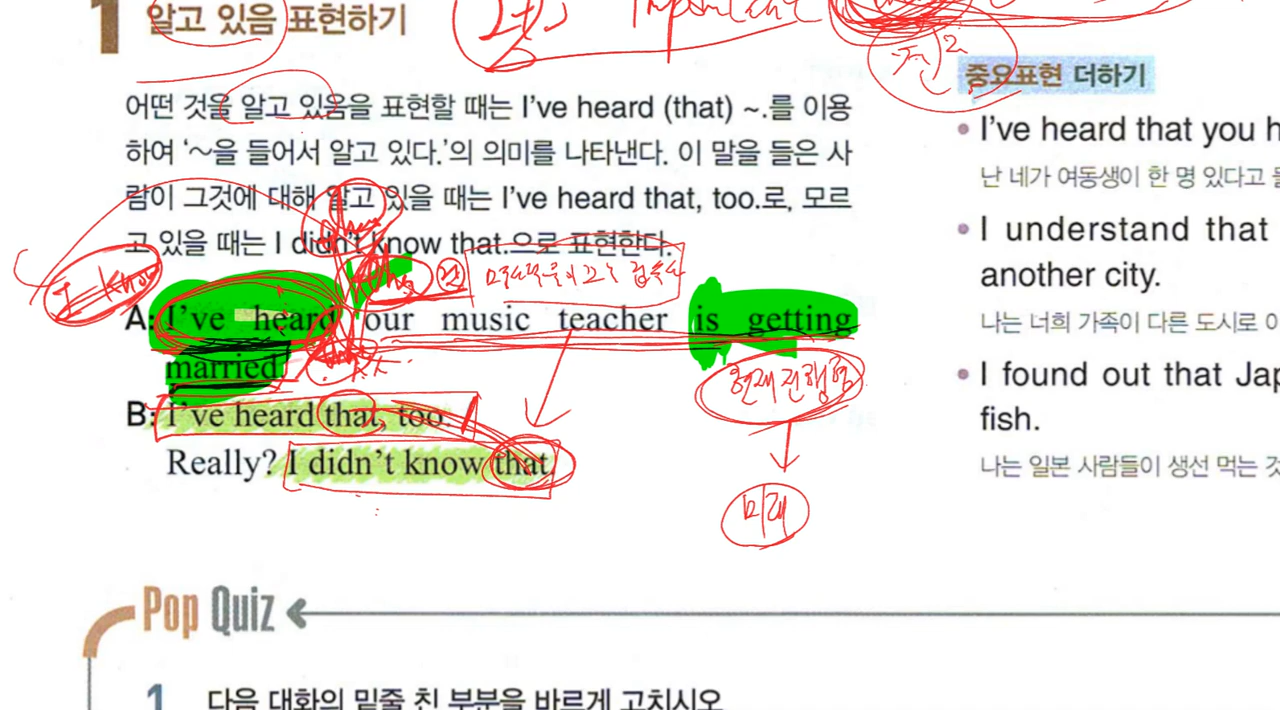 1 알고 있음 표현하기
어떤 것을 알고 있음을 표현할 때는 I've heard (that) ~.를 이용
하여 '~을 들어서 알고 있다.'의 의미를 나타낸다. 이 말을 들은 사
람이 그것에 대해 알고 있을 때는 I've heard that, too.로, 모르
고 있을 때는 I didn't know that.으로 표현한다.
I know
A: I've heard our music teacher is getting
married.
현재진행형
B: I've heard that, too.
Really? I didn't know that.
미래
중요표현 더하기
• I've heard that you h
난 네가 여동생이 한 명 있다고 들
• I understand that
another city.
나는 너희 가족이 다른 도시로 이
• I found out that Jap
fish.
나는 일본 사람들이 생선 먹는 것
Pop Quiz
1 다음 대화의 밑줄 친 부분을 바르게 고치시오